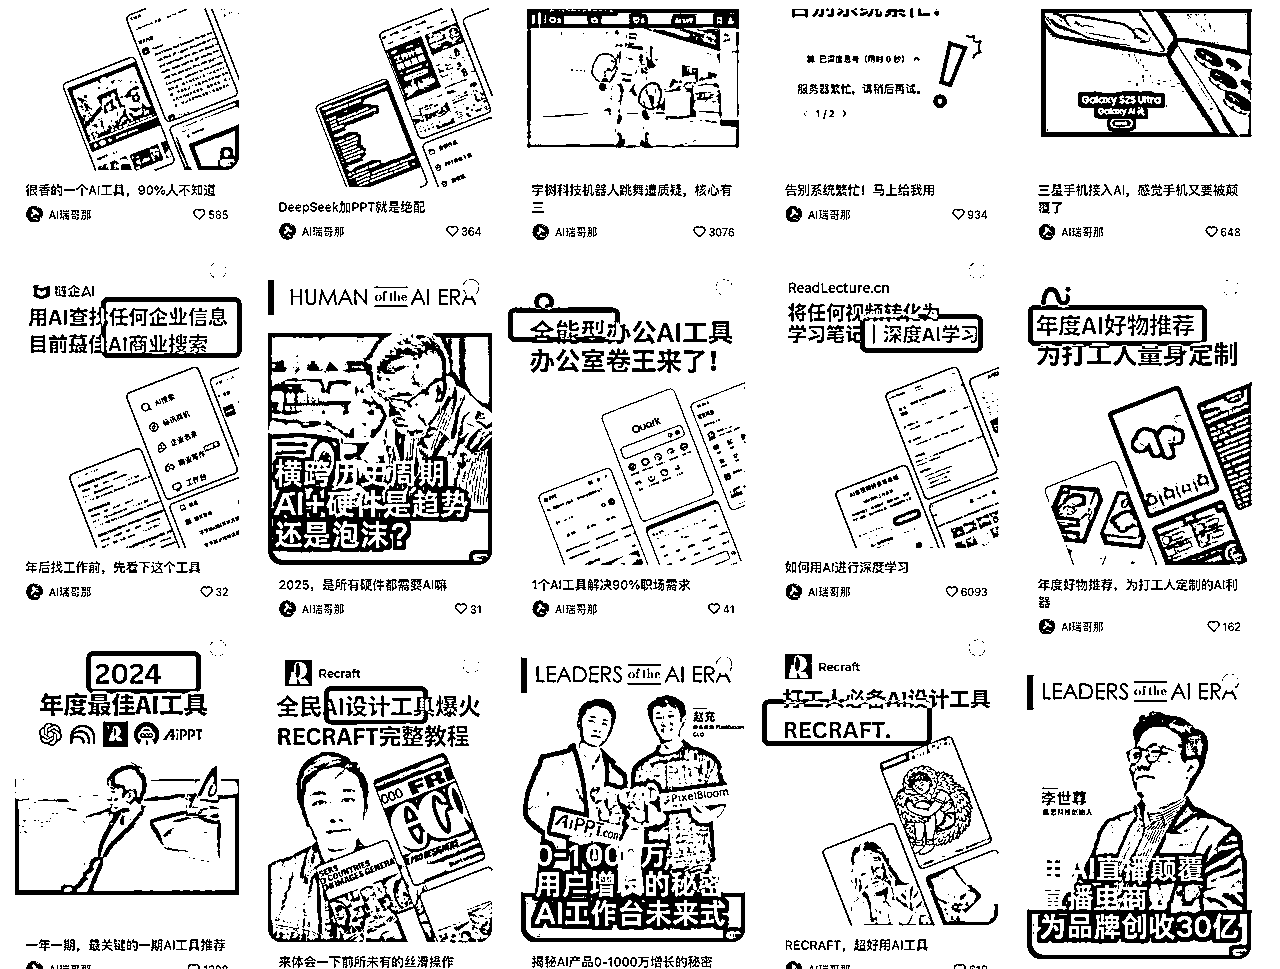 告别系统繁忙！
已深度思考（用时 0 秒）
服务器繁忙，请稍后再试。
1 / 2
Galaxy S25 Ultra
Galaxy AI
很香的一个AI工具，90%人不知道
AI瑞哥那
585
DeepSeek加PPT就是绝配
AI瑞哥那
364
宇树科技机器人跳舞遭质疑，核心有
三
AI瑞哥那
3076
告别系统繁忙！马上给我用
AI瑞哥那
934
三星手机接入AI，感觉手机又要被颠
覆了
AI瑞哥那
648
链企AI
用AI查找任何企业信息
目前最佳AI商业搜索
AI搜索
企业名录
工作台
年后找工作前，先看下这个工具
AI瑞哥那
32
HUMAN of the AI ERA
横跨历史周期
AI+硬件是趋势
还是泡沫？
2025，是所有硬件都需要AI嘛
AI瑞哥那
31
全能型办公AI工具
办公室卷王来了！
Quark
1个AI工具解决90%职场需求
AI瑞哥那
41
ReadLecture.cn
将任何视频转化为
学习笔记｜深度AI学习
如何用AI进行深度学习
AI瑞哥那
6093
年度AI好物推荐
为打工人量身定制
年度好物推荐，为打工人定制的AI利
器
AI瑞哥那
162
2024
年度最佳AI工具
AiPPT
一年一期，最关键的一期AI工具推荐
AI瑞哥那
Recraft
全民AI设计工具爆火
RECRAFT完整教程
来体会一下前所未有的丝滑操作
LEADERS of the AI ERA
赵充
PixelBloom
AiPPT.com
0-1000万
用户增长的秘密
AI工作台未来式
揭秘AI产品0-1000万增长的秘密
Recraft
打工人必备AI设计工具
RECRAFT.
RECRAFT，超好用AI工具
LEADERS of the AI ERA
李世尊
AI直播颠覆
直播电商
为品牌创收30亿